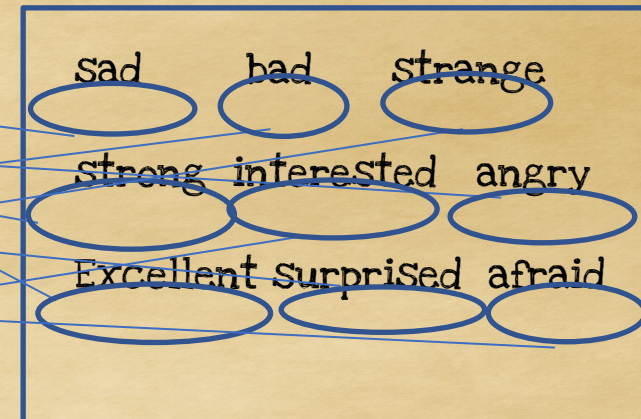 sad bad strange
strong interested angry
Excellent surprised afraid